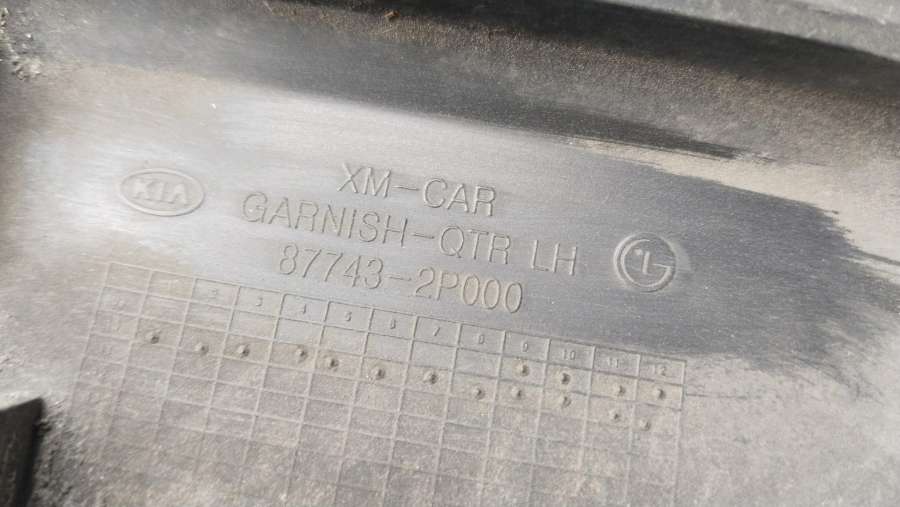 XM-CAR
KIA
GARNISH-QTR LH
LG
87743-2P000
2 3 4 5 6 7 8 9 10 11 12